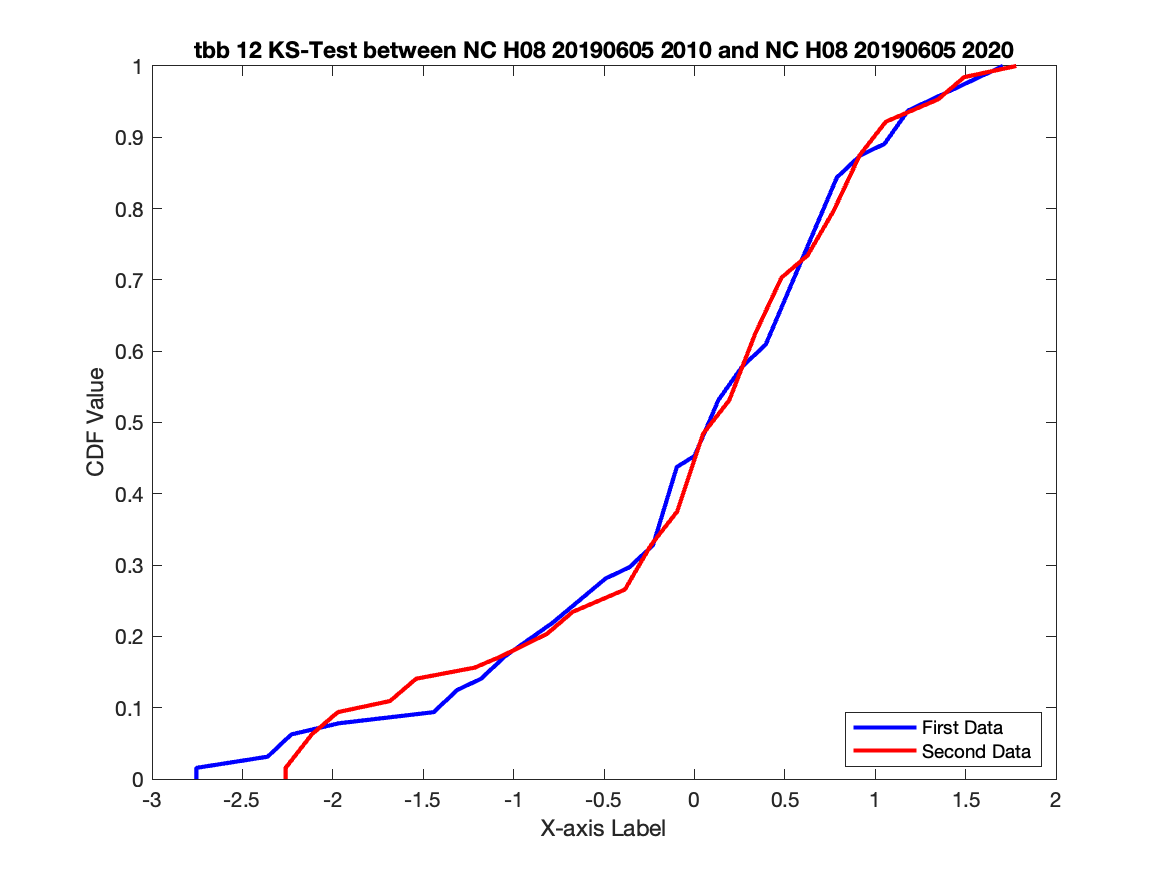 tbb 12 KS-Test between NC H08 20190605 2010 and NC H08 20190605 2020
1
0.9
0.8
0.7
0.6
0.5
0.4
0.3
0.2
0.1
0
CDF Value
First Data
Second Data
-3 -2.5 -2 -1.5 -1 -0.5 0 0.5 1 1.5 2
X-axis Label